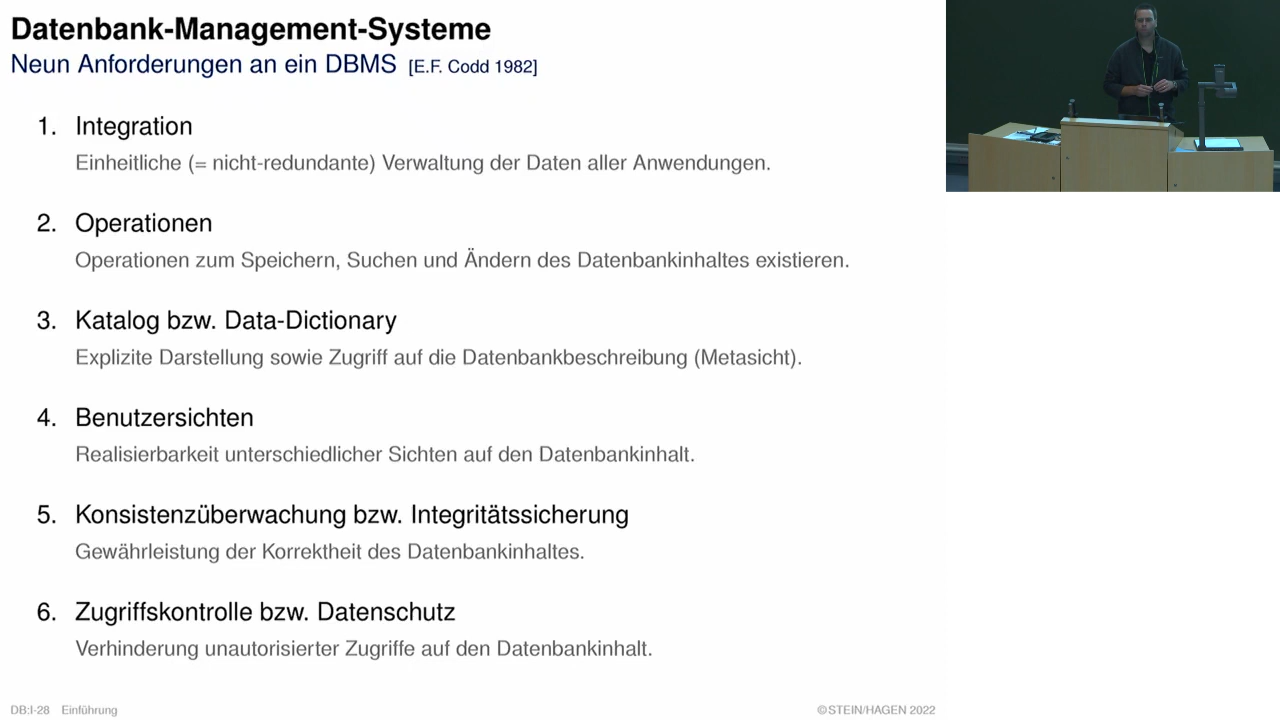 Datenbank-Management-Systeme
Neun Anforderungen an ein DBMS [E.F. Codd 1982]
1. Integration
Einheitliche (= nicht-redundante) Verwaltung der Daten aller Anwendungen.
2. Operationen
Operationen zum Speichern, Suchen und Ändern des Datenbankinhaltes existieren.
3. Katalog bzw. Data-Dictionary
Explizite Darstellung sowie Zugriff auf die Datenbankbeschreibung (Metasicht).
4. Benutzersichten
Realisierbarkeit unterschiedlicher Sichten auf den Datenbankinhalt.
5. Konsistenzüberwachung bzw. Integritätssicherung
Gewährleistung der Korrektheit des Datenbankinhaltes.
6. Zugriffskontrolle bzw. Datenschutz
Verhinderung unautorisierter Zugriffe auf den Datenbankinhalt.
DB:I-28 Einführung
©STEIN/HAGEN 2022